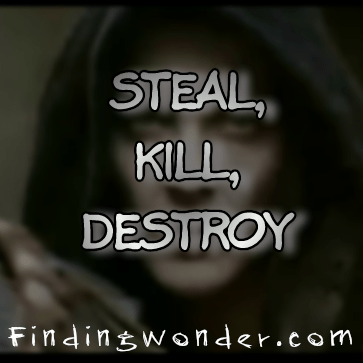 STEAL,
KILL,
DESTROY
Findingwonder.com